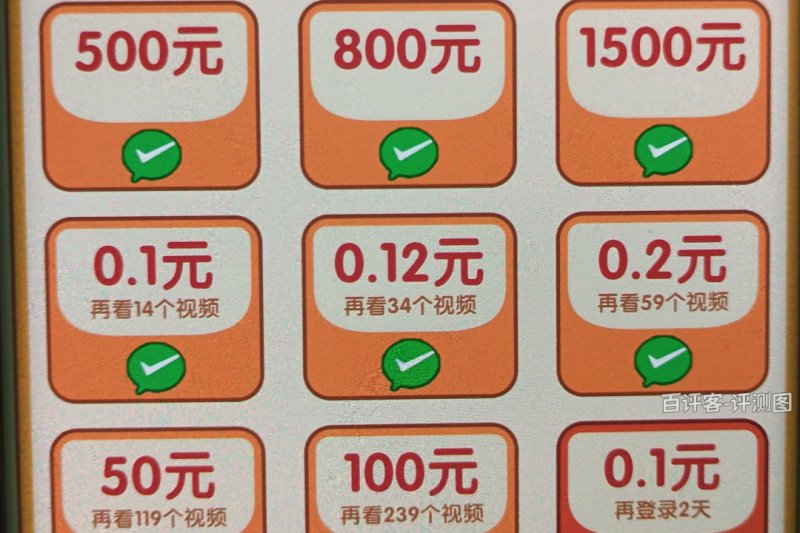 500元
800元
1500元
0.1元
再看14个视频
0.12元
再看34个视频
0.2元
再看59个视频
百评客-评测图
50元
再看119个视频
100元
再看239个视频
0.1元
再登录2天